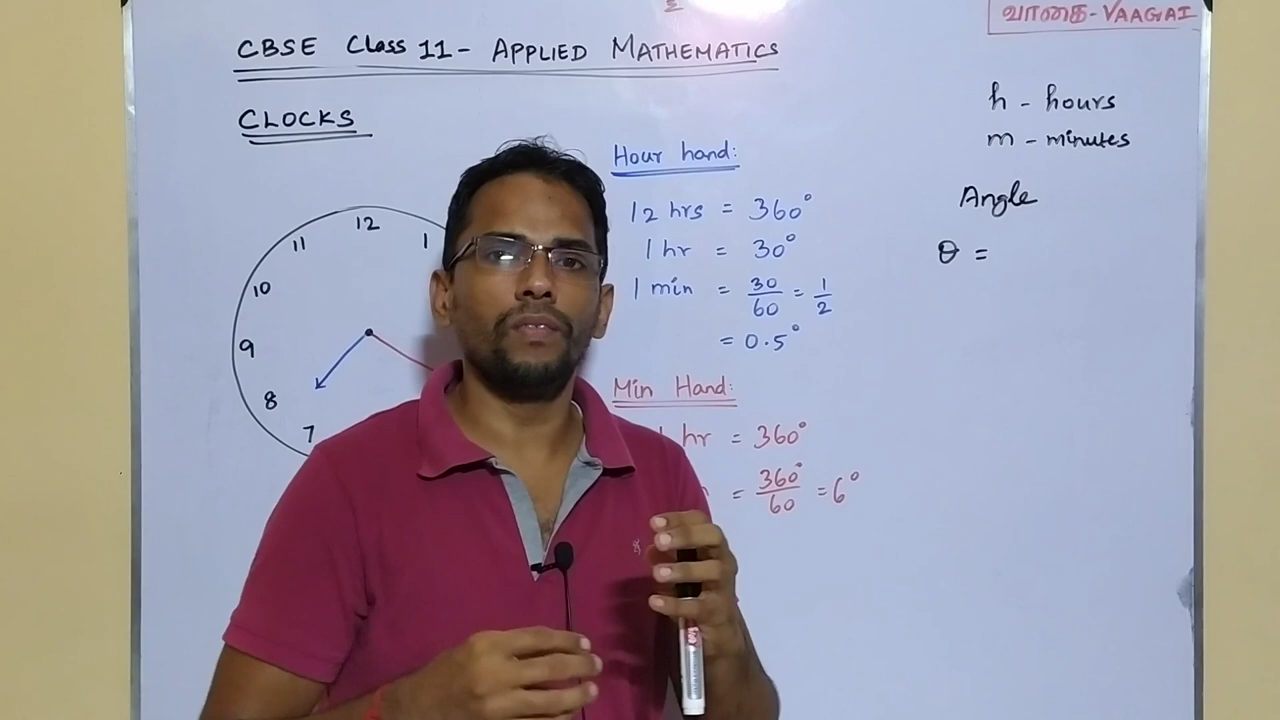 வாகை-VAAGAI
CBSE Class 11 - APPLIED MATHEMATICS
CLOCKS
12
11
1
10
9
8
7
Hour hand:
12 hrs = 360°
1 hr = 30°
1 min = 30/60 = 1/2
= 0.5°
Min Hand:
hr = 360°
= 360°/60 = 6°
h - hours
m - minutes
Angle
θ =